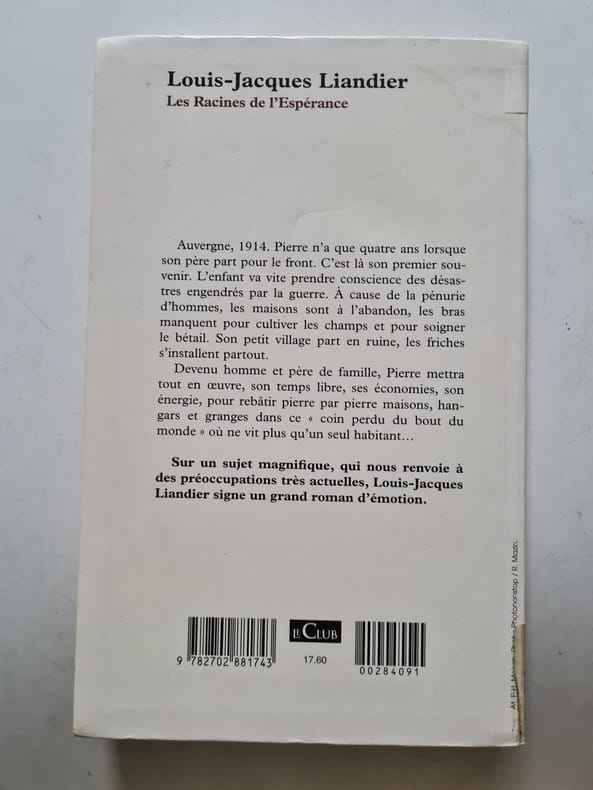 Louis-Jacques Liandier
Les Racines de l'Espérance
Auvergne, 1914. Pierre n'a que quatre ans lorsque
son père part pour le front. C'est là son premier sou-
venir. L'enfant va vite prendre conscience des désas-
tres engendrés par la guerre. À cause de la pénurie
d'hommes, les maisons sont à l'abandon, les bras
manquent pour cultiver les champs et pour soigner
le bétail. Son petit village part en ruine, les friches
s'installent partout.
Devenu homme et père de famille, Pierre mettra
tout en œuvre, son temps libre, ses économies, son
énergie, pour rebâtir pierre par pierre maisons, han-
gars et granges dans ce « coin perdu du bout du
monde » où ne vit plus qu'un seul habitant...
Sur un sujet magnifique, qui nous renvoie à
des préoccupations très actuelles, Louis-Jacques
Liandier signe un grand roman d'émotion.
LE CLUB
9 782702 881743
17.60
00284091
Photononstop / R. Mazin.